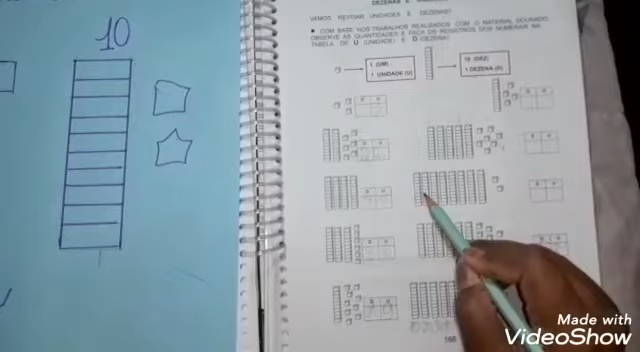 10
DEZENAS E
VAMOS REVISAR UNIDADES E DEZENAS?
• COM BASE NOS TRABALHOS REALIZADOS COM O MATERIAL DOURADO,
OBSERVE AS QUANTIDADES E FAÇA OS REGISTROS DOS NUMERAIS NA
TABELA DE U (UNIDADE) E D (DEZENA)
1 (UM)
1 UNIDADE (U)
10 (DEZ)
1 DEZENA (D)
166
Made with
VideoShow